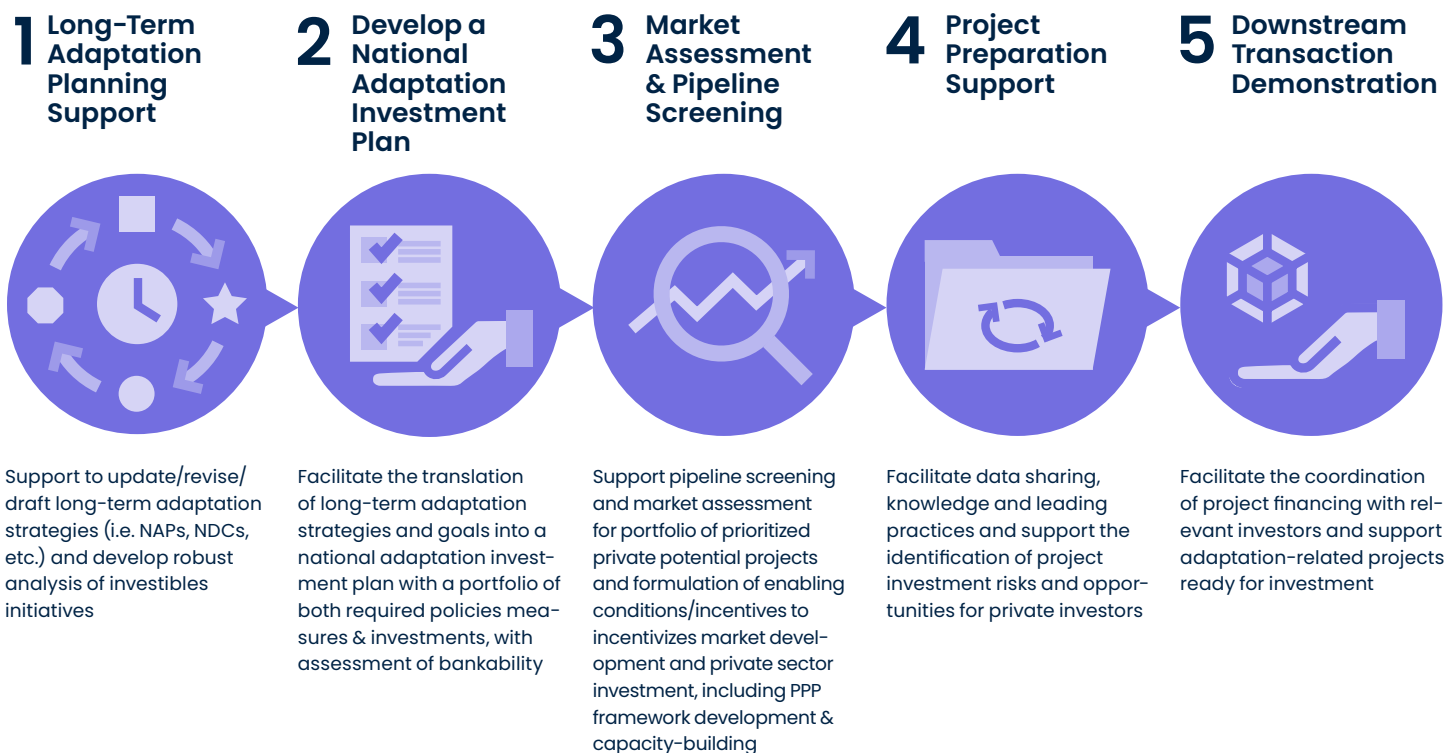 1 Long-Term
Adaptation
Planning
Support
Support to update/revise/
draft long-term adaptation
strategies (i.e. NAPs, NDCs,
etc.) and develop robust
analysis of investibles
initiatives
2 Develop a
National
Adaptation
Investment
Plan
Facilitate the translation
of long-term adaptation
strategies and goals into a
national adaptation invest-
ment plan with a portfolio of
both required policies mea-
sures & investments, with
assessment of bankability
3 Market
Assessment
& Pipeline
Screening
Support pipeline screening
and market assessment
for portfolio of prioritized
private potential projects
and formulation of enabling
conditions/incentives to
incentivizes market devel-
opment and private sector
investment, including PPP
framework development &
capacity-building
4 Project
Preparation
Support
Facilitate data sharing,
knowledge and leading
practices and support the
identification of project
investment risks and oppor-
tunities for private investors
5 Downstream
Transaction
Demonstration
Facilitate the coordination
of project financing with rel-
evant investors and support
adaptation-related projects
ready for investment